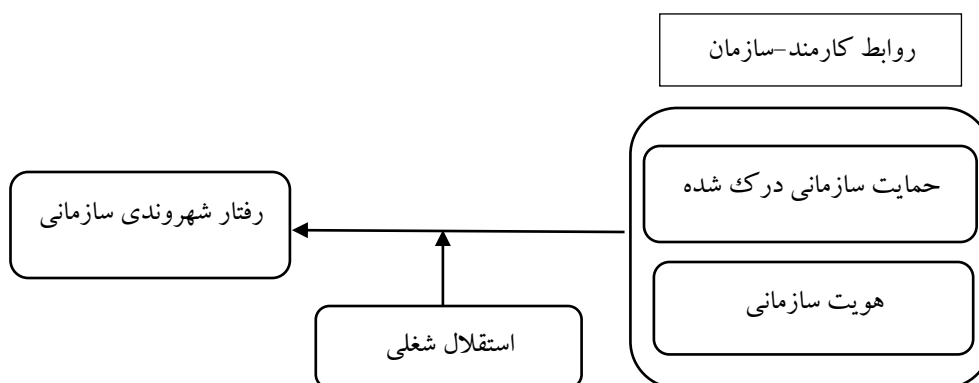 روابط کارمند–سازمان
حمایت سازمانی درک شده
رفتار شهروندی سازمانی
هویت سازمانی
استقلال شغلی